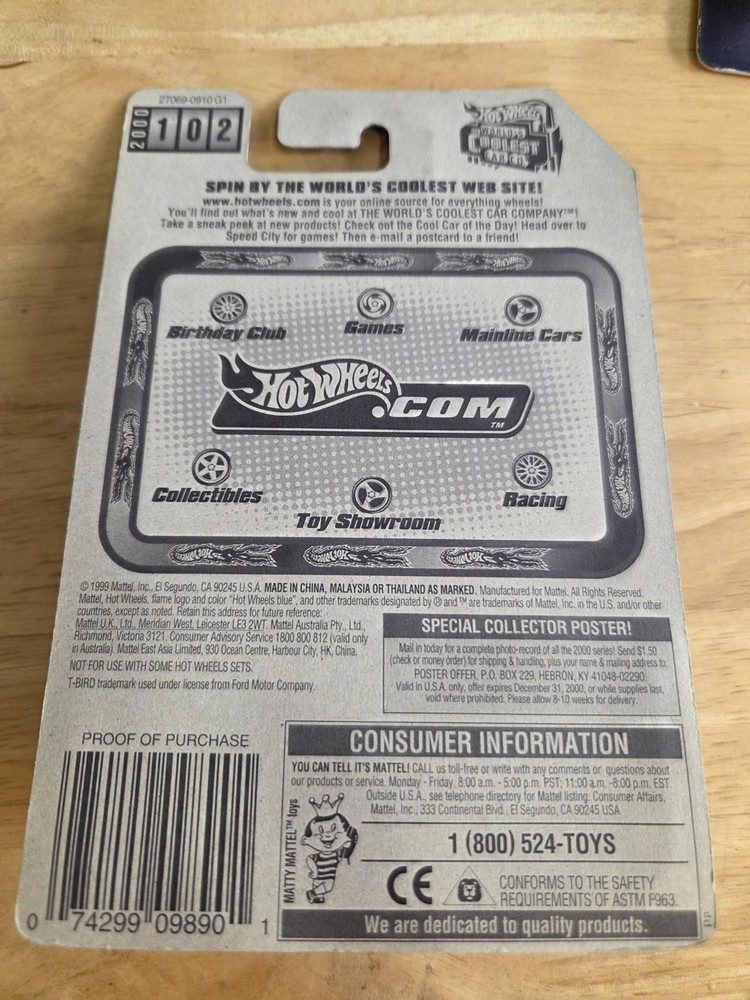 27069-0910 G1
2000 102
Hot Wheels
WORLD'S
COOLEST
CAR CO.
SPIN BY THE WORLD'S COOLEST WEB SITE!
www.hotwheels.com is your online source for everything wheels!
You'll find out what's new and cool at THE WORLD'S COOLEST CAR COMPANY™!
Take a sneak peek at new products! Check out the Cool Car of the Day! Head over to
Speed City for games! Then e-mail a postcard to a friend!
Birthday Club
Games
Mainline Cars
Hot Wheels
.COM
TM
Collectibles
Toy Showroom
Racing
© 1999 Mattel, Inc., El Segundo, CA 90245 U.S.A. MADE IN CHINA, MALAYSIA OR THAILAND AS MARKED. Manufactured for Mattel. All Rights Reserved.
Mattel, Hot Wheels, flame logo and color "Hot Wheels blue", and other trademarks designated by ® and ™ are trademarks of Mattel, Inc. in the U.S. and/or other
countries, except as noted. Retain this address for future reference:
Mattel U.K., Ltd., Meridian West, Leicester LE3 2WT. Mattel Australia Pty., Ltd.,
Richmond, Victoria 3121. Consumer Advisory Service 1800 800 812 (valid only
in Australia). Mattel East Asia Limited, 930 Ocean Centre, Harbour City, HK, China.
NOT FOR USE WITH SOME HOT WHEELS SETS.
T-BIRD trademark used under license from Ford Motor Company.
SPECIAL COLLECTOR POSTER!
Mail in today for a complete photo-record of all the 2000 series! Send $1.50
(check or money order) for shipping & handling, plus your name & mailing address to:
POSTER OFFER, P.O. BOX 229, HEBRON, KY 41048-02290.
Valid in U.S.A. only, offer expires December 31, 2000, or while supplies last,
void where prohibited. Please allow 8-10 weeks for delivery.
PROOF OF PURCHASE
0 74299 09890 1
CONSUMER INFORMATION
YOU CAN TELL IT'S MATTEL! CALL us toll-free or write with any comments or questions about
our products or service. Monday - Friday, 8:00 a.m. - 5:00 p.m. PST; 11:00 a.m. -8:00 p.m. EST.
Outside U.S.A., see telephone directory for Mattel listing. Consumer Affairs,
Mattel, Inc., 333 Continental Blvd., El Segundo, CA 90245 USA
MATTY MATTEL™ toys
1 (800) 524-TOYS
CE
CONFORMS TO THE SAFETY
REQUIREMENTS OF ASTM F963.
We are dedicated to quality products.
pp